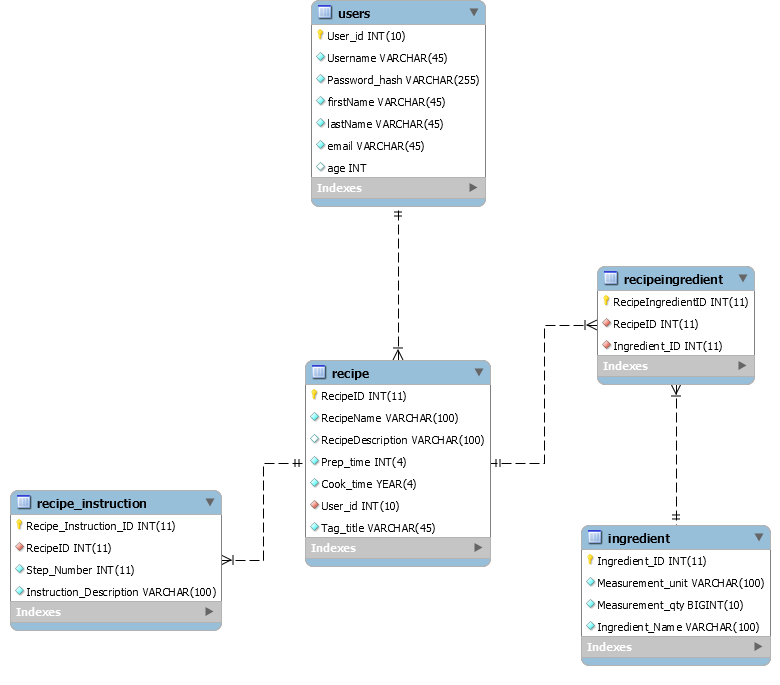 users
User_id INT(10)
Username VARCHAR(45)
Password_hash VARCHAR(255)
firstName VARCHAR(45)
lastName VARCHAR(45)
email VARCHAR(45)
age INT
Indexes
recipeingredient
RecipeIngredientID INT(11)
RecipeID INT(11)
Ingredient_ID INT(11)
Indexes
recipe
RecipeID INT(11)
RecipeName VARCHAR(100)
RecipeDescription VARCHAR(100)
Prep_time INT(4)
Cook_time YEAR(4)
User_id INT(10)
Tag_title VARCHAR(45)
Indexes
recipe_instruction
Recipe_Instruction_ID INT(11)
RecipeID INT(11)
Step_Number INT(11)
Instruction_Description VARCHAR(100)
Indexes
ingredient
Ingredient_ID INT(11)
Measurement_unit VARCHAR(100)
Measurement_qty BIGINT(10)
Ingredient_Name VARCHAR(100)
Indexes